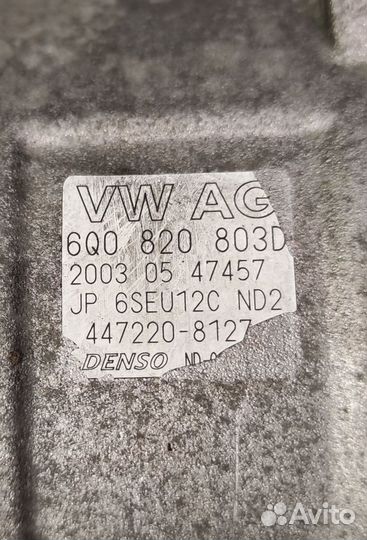 VW AG
6Q0 820 803D
2003 05 47457
JP 6SEU12C ND2
447220-8127
DENSO
Avito